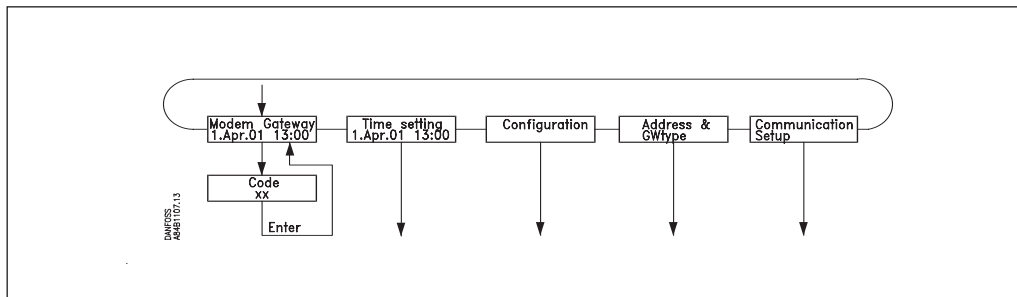 Modem Gateway
1.Apr.01 13:00
Time setting
1.Apr.01 13:00
Configuration
Address &
GWtype
Communication
Setup
Code
xx
Enter
DANFOSS
A84B1107.13